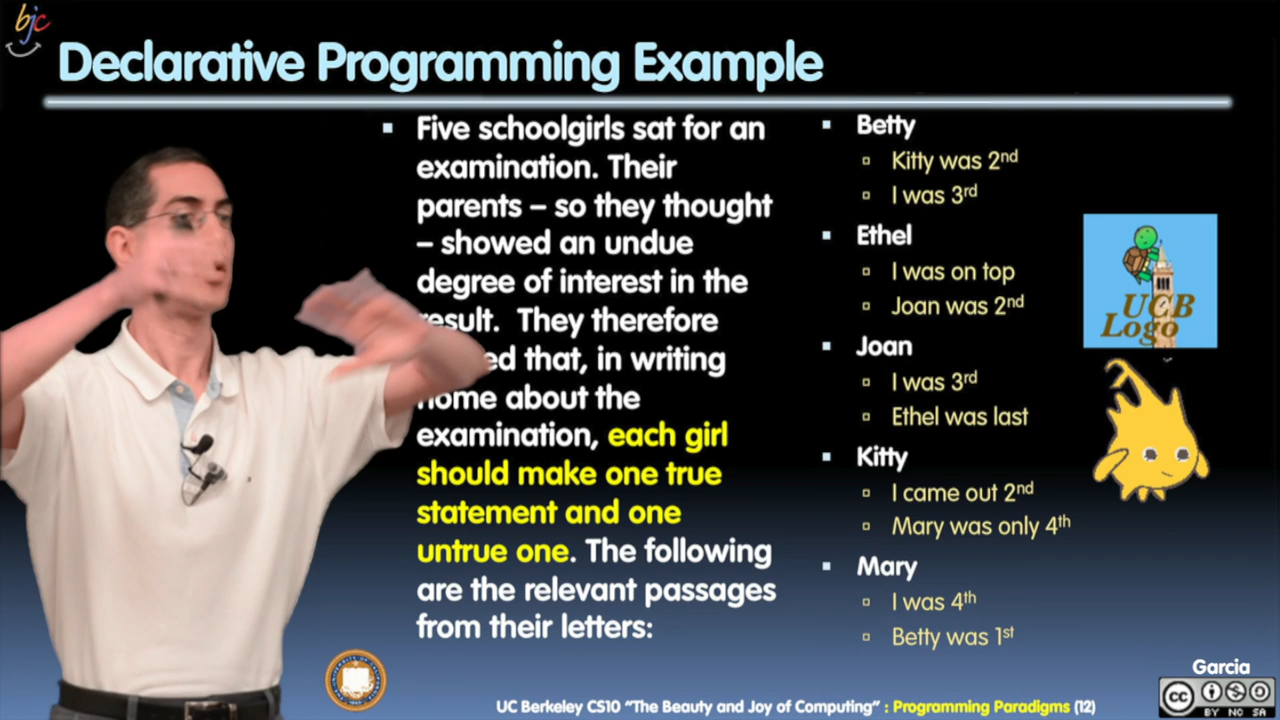 bjc
Declarative Programming Example
Five schoolgirls sat for an
examination. Their
parents – so they thought
– showed an undue
degree of interest in the
result. They therefore
that, in writing
home about the
examination, each girl
should make one true
statement and one
untrue one. The following
are the relevant passages
from their letters:
Betty
Kitty was 2nd
I was 3rd
Ethel
I was on top
Joan was 2nd
Joan
I was 3rd
Ethel was last
Kitty
I came out 2nd
Mary was only 4th
Mary
I was 4th
Betty was 1st
UCB
Logo
Garcia
cc
BY NC SA
UC Berkeley CS10 “The Beauty and Joy of Computing” : Programming Paradigms (12)